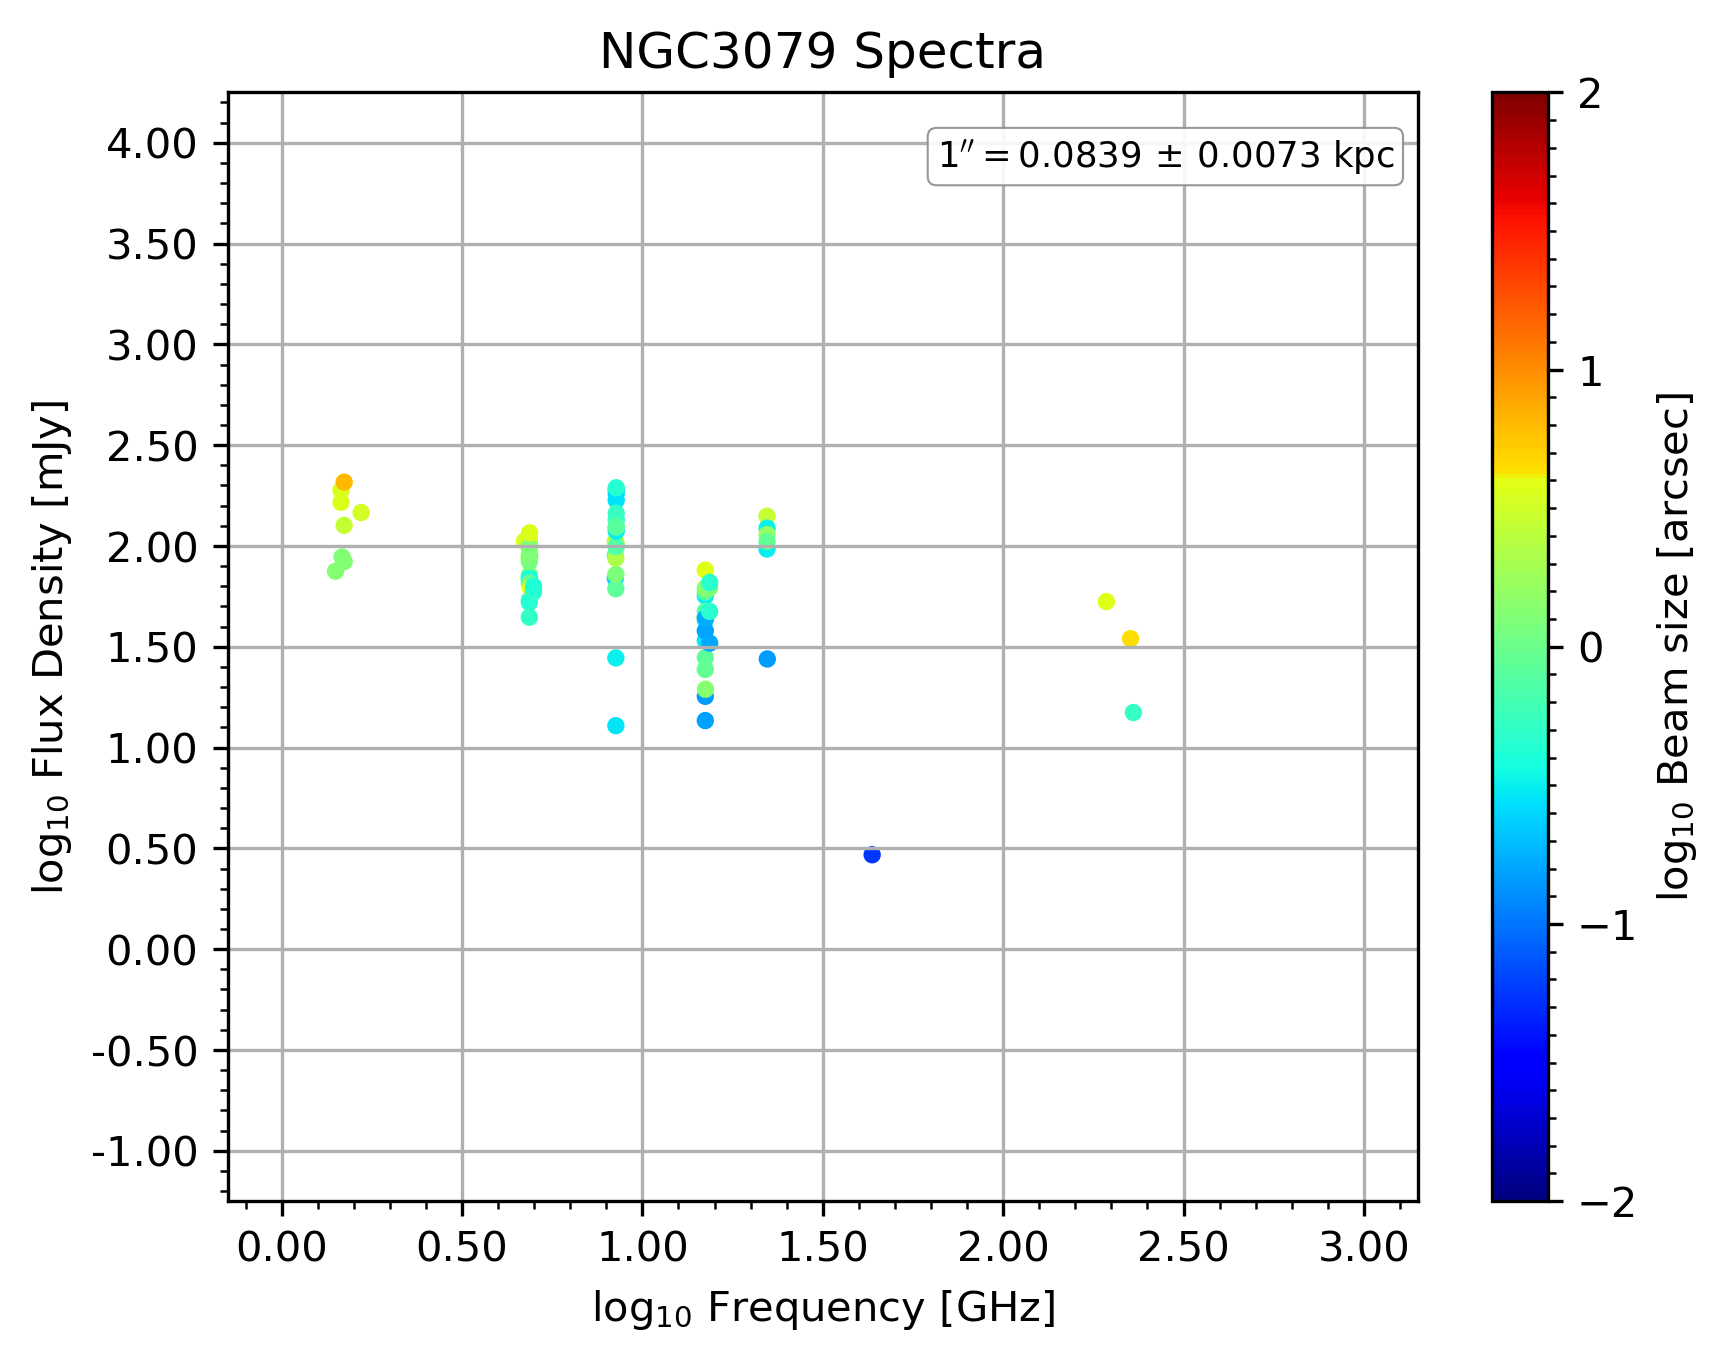 NGC3079 Spectra
1″ = 0.0839 ± 0.0073 kpc
4.00
3.50
3.00
2.50
2.00
1.50
1.00
0.50
0.00
-0.50
-1.00
log₁₀ Flux Density [mJy]
0.00 0.50 1.00 1.50 2.00 2.50 3.00
log₁₀ Frequency [GHz]
2
1
0
−1
−2
log₁₀ Beam size [arcsec]